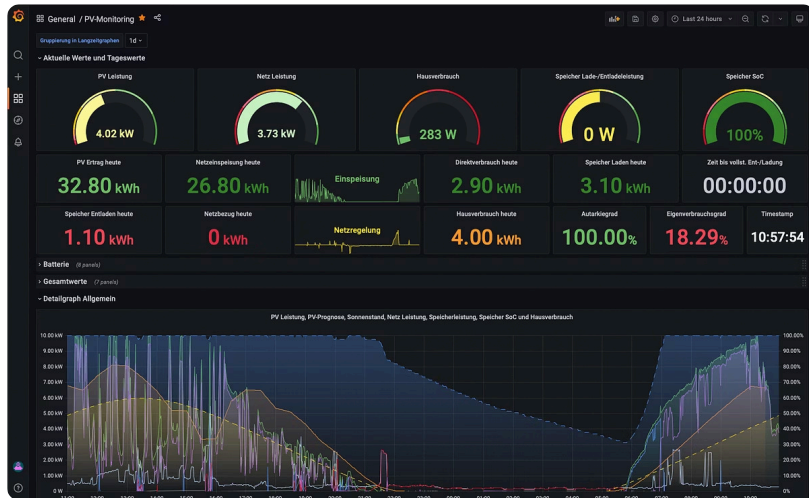 General / PV-Monitoring
Last 24 hours
Gruppierung in Langzeitgraphen 1d
Aktuelle Werte und Tageswerte
PV Leistung
4.02 kW
Netz Leistung
3.73 kW
Hausverbrauch
283 W
Speicher Lade-/Entladeleistung
0 W
Speicher SoC
100%
PV Ertrag heute
32.80 kWh
Netzeinspeisung heute
26.80 kWh
Einspeisung
Direktverbrauch heute
2.90 kWh
Speicher Laden heute
3.10 kWh
Zeit bis vollst. Ent-/Ladung
00:00:00
Speicher Entladen heute
1.10 kWh
Netzbezug heute
0 kWh
Netzregelung
Hausverbrauch heute
4.00 kWh
Autarkiegrad
100.00%
Eigenverbrauchsgrad
18.29%
Timestamp
10:57:54
Batterie (8 panels)
Gesamtwerte (7 panels)
Detailgraph Allgemein
PV Leistung, PV-Prognose, Sonnenstand, Netz Leistung, Speicherleistung, Speicher SoC und Hausverbrauch
10.00 kW 100.00%
9.00 kW 90.00%
8.00 kW 80.00%
7.00 kW 70.00%
6.00 kW 60.00%
5.00 kW 50.00%
4.00 kW 40.00%
3.00 kW 30.00%
2.00 kW 20.00%
1.00 kW 10.00%
0 W 0.00%